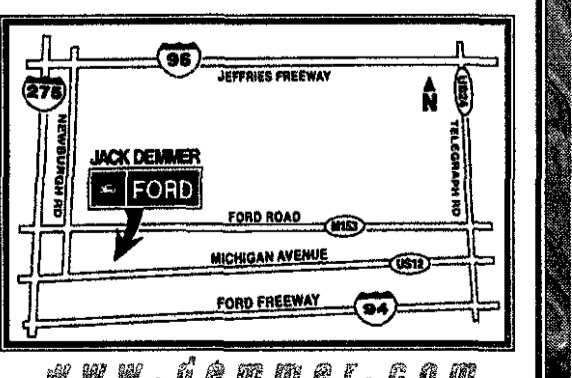 96
JEFFRIES FREEWAY
275
NEWBURGH RD
N
US24
TELEGRAPH RD
JACK DEMMER
FORD
FORD ROAD
M153
MICHIGAN AVENUE
US12
FORD FREEWAY
94
www.demmer.com